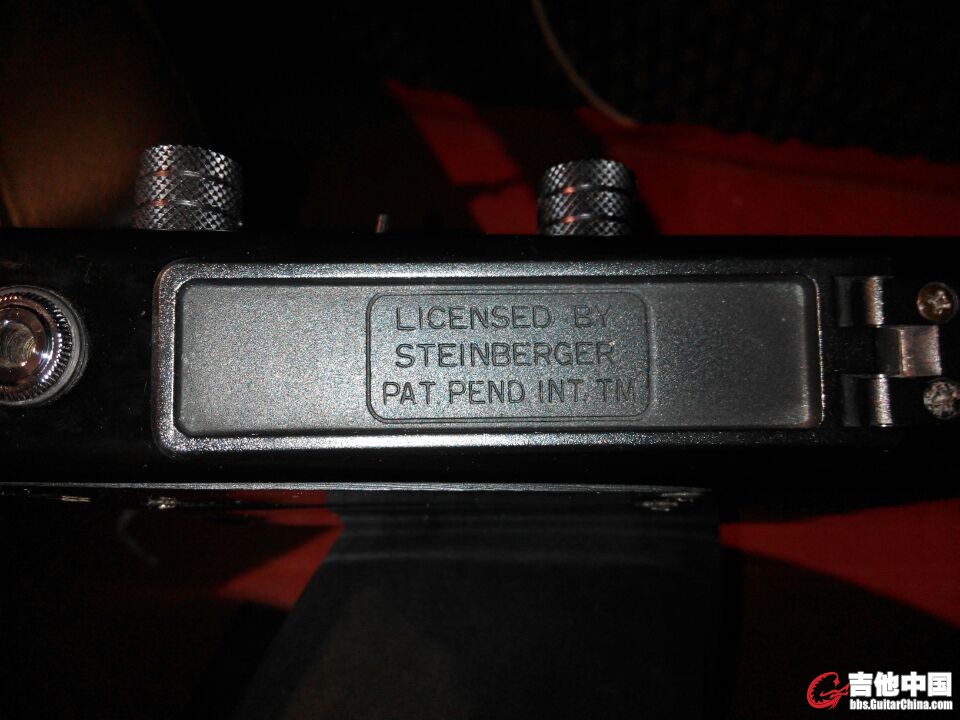 LICENSED BY
STEINBERGER
PAT. PEND INT. TM
吉他中国
bbs.GuitarChina.com